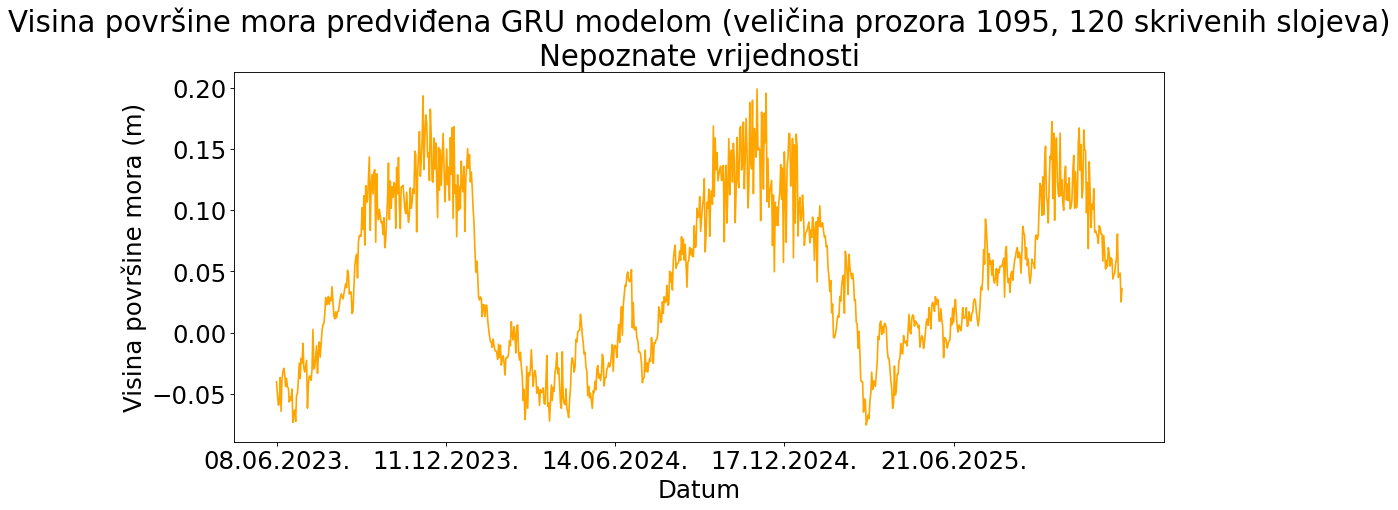 Visina površine mora predviđena GRU modelom (veličina prozora 1095, 120 skrivenih slojeva)
Nepoznate vrijednosti
Visina površine mora (m)
0.20
0.15
0.10
0.05
0.00
−0.05
08.06.2023. 11.12.2023. 14.06.2024. 17.12.2024. 21.06.2025.
Datum